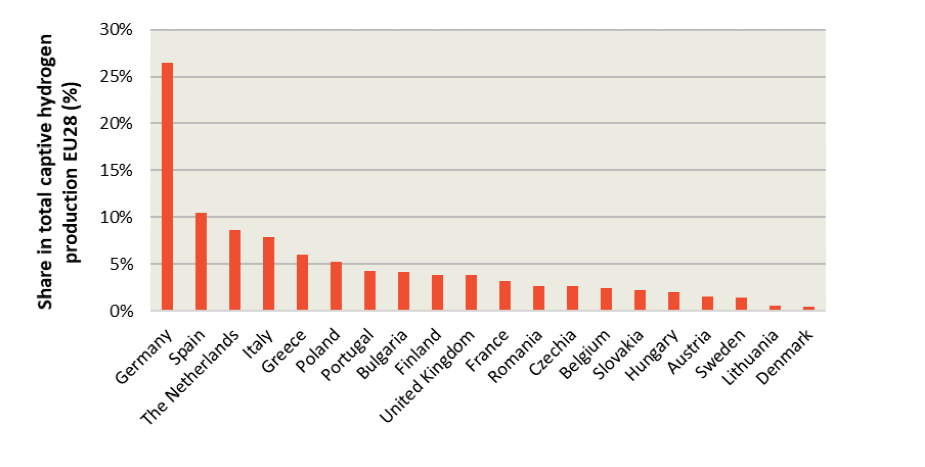 Share in total captive hydrogen
production EU28 (%)
30%
25%
20%
15%
10%
5%
0%
Germany
Spain
The Netherlands
Italy
Greece
Poland
Portugal
Bulgaria
Finland
United Kingdom
France
Romania
Czechia
Belgium
Slovakia
Hungary
Austria
Sweden
Lithuania
Denmark